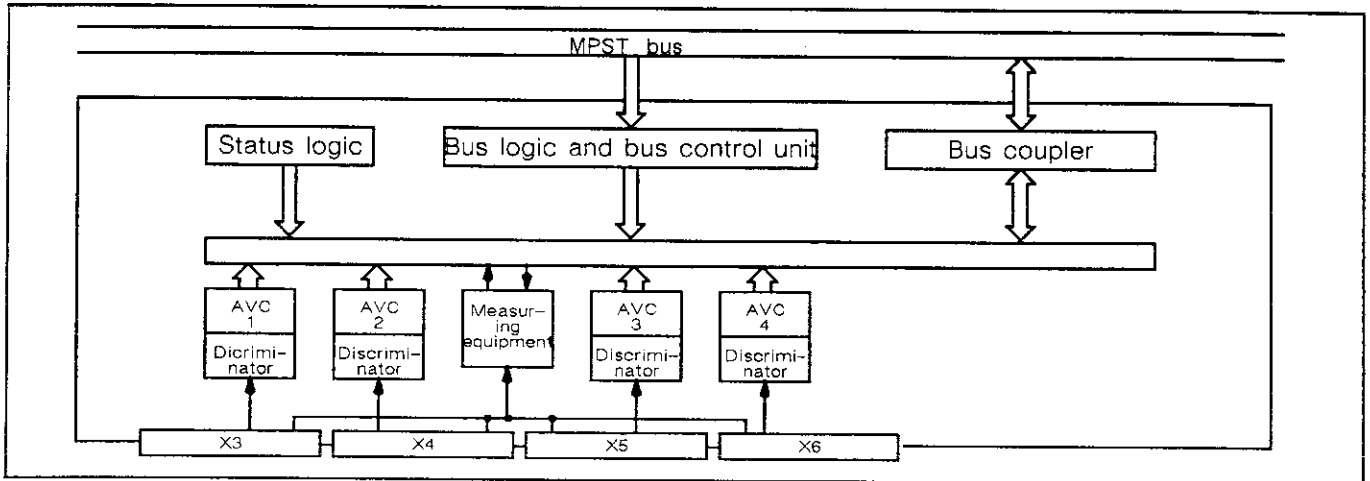 MPST bus
Status logic
Bus logic and bus control unit
Bus coupler
AVC
1
Dicrimi-
nator
AVC
2
Discrimi-
nator
Measur-
ing
equipment
AVC
3
Discrimi-
nator
AVC
4
Discrimi-
nator
X3
X4
X5
X6